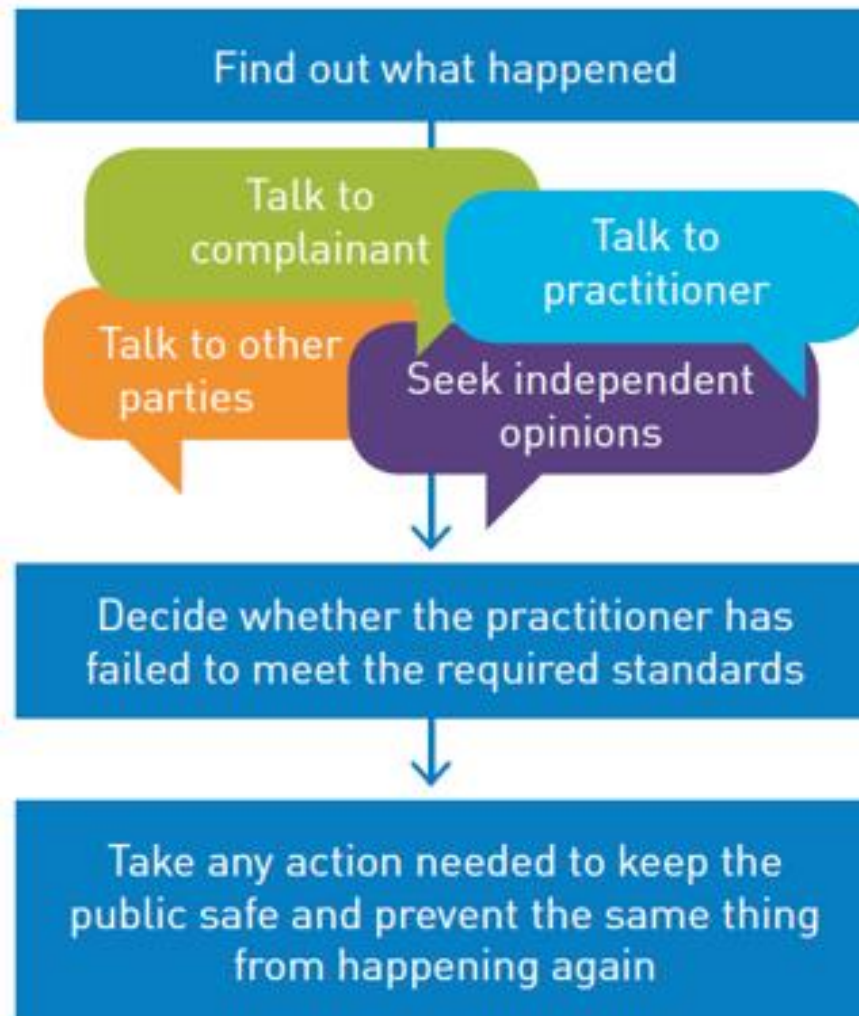 Find out what happened
Talk to
complainant
Talk to
practitioner
Talk to other
parties
Seek independent
opinions
Decide whether the practitioner has
failed to meet the required standards
Take any action needed to keep the
public safe and prevent the same thing
from happening again